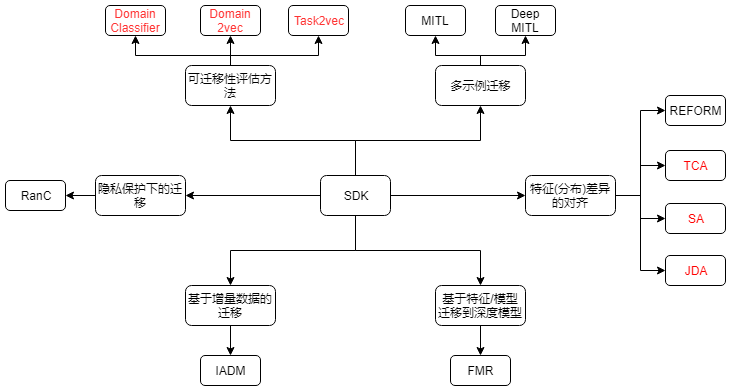 Domain
Classifier
Domain
2vec
Task2vec
MITL
Deep
MITL
可迁移性评估方
法
多示例迁移
REFORM
TCA
RanC
隐私保护下的迁
移
SDK
特征(分布)差异
的对齐
SA
JDA
基于增量数据的
迁移
基于特征/模型
迁移到深度模型
IADM
FMR